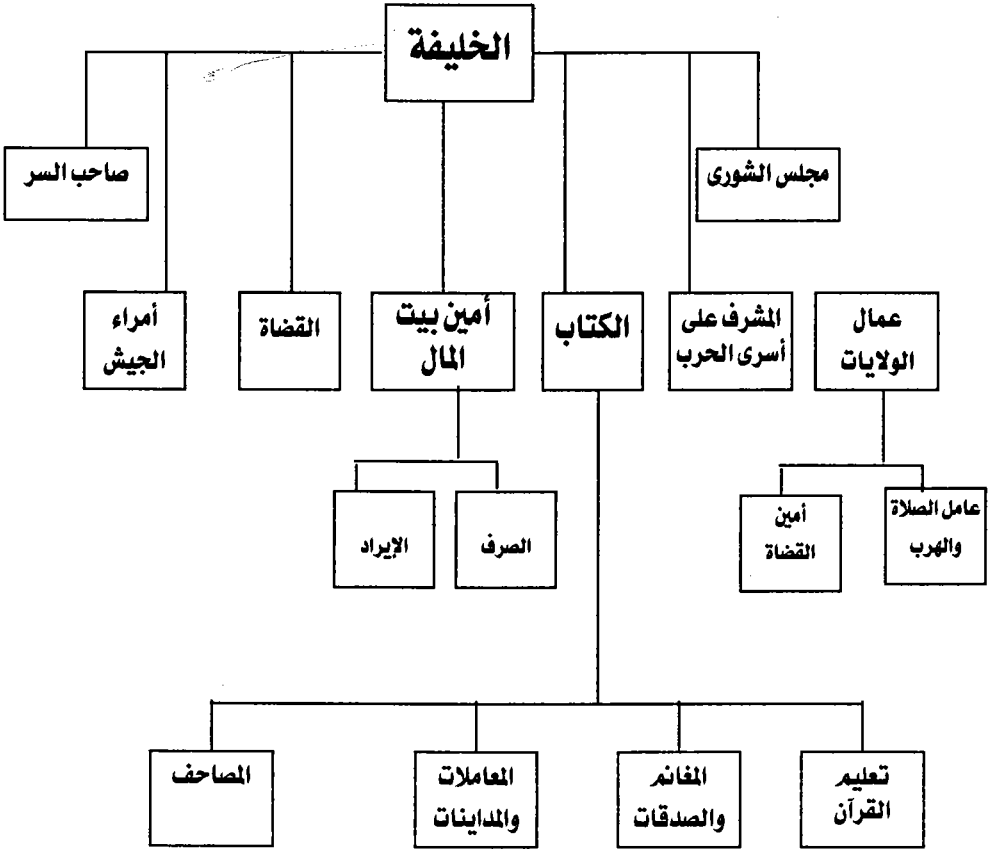 الخليفة
مجلس الشورى
صاحب السر
عمال
الولايات
المشرف على
أسرى الحرب
الكتاب
أمين بيت
المال
القضاة
أمراء
الجيش
عامل الصلاة
والهرب
أمين
القضاة
الصرف
الإيراد
تعليم
القرآن
المغانم
والصدقات
المعاملات
والمداينات
المصاحف